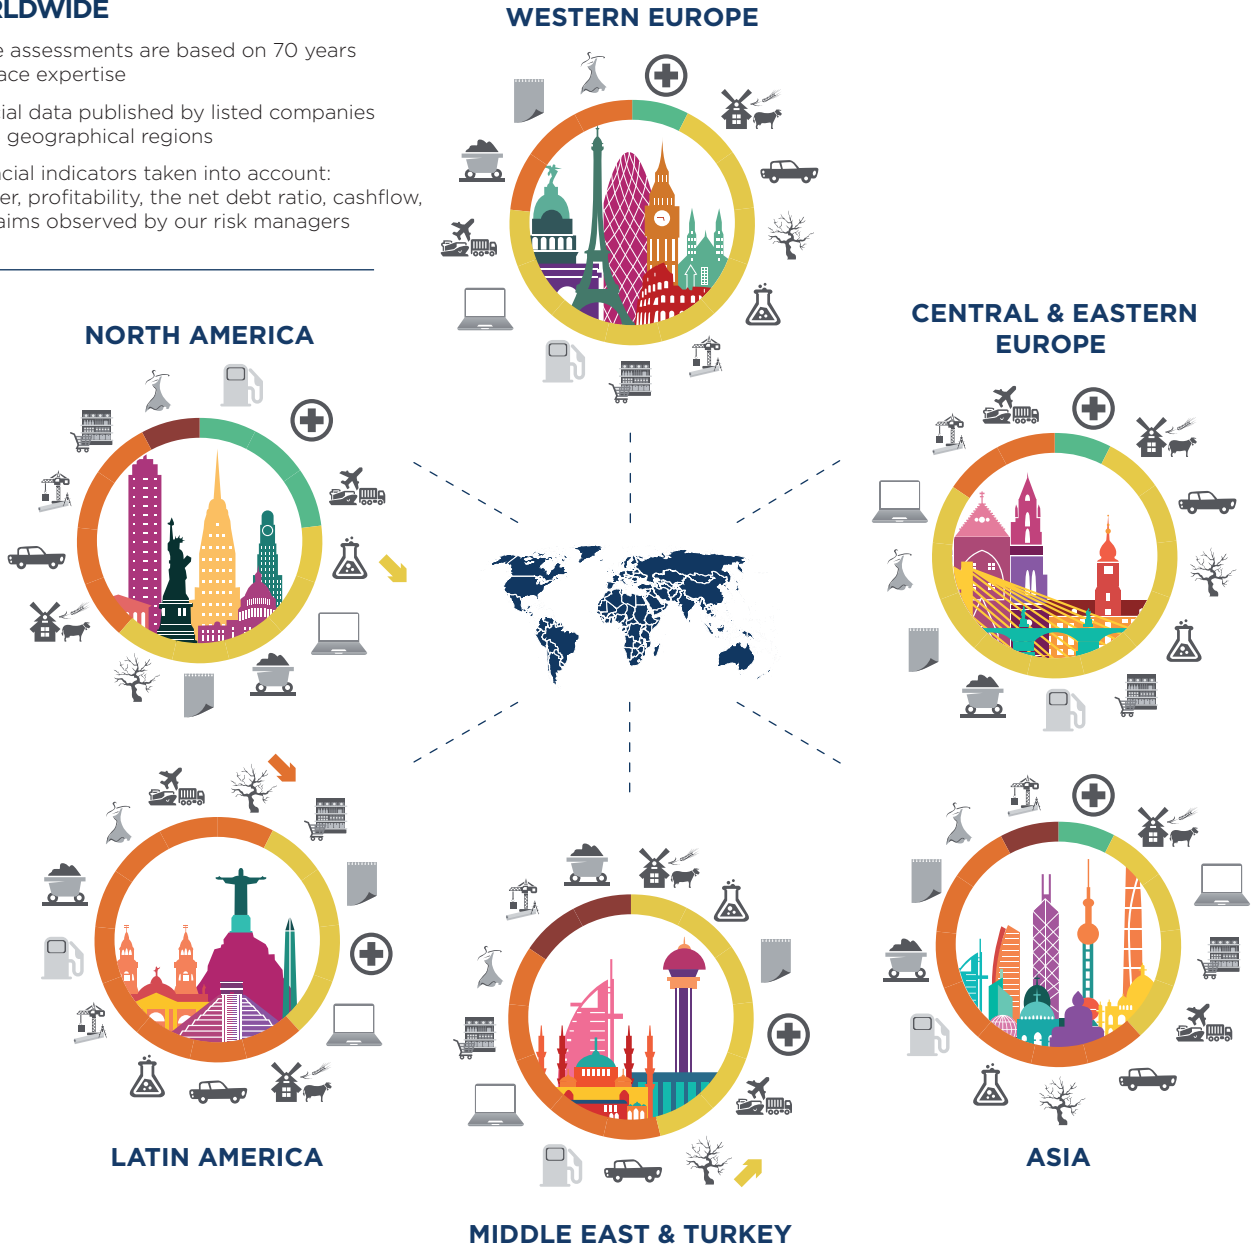 RLDWIDE
e assessments are based on 70 years
ace expertise
cial data published by listed companies
geographical regions
ncial indicators taken into account:
er, profitability, the net debt ratio, cashflow,
aims observed by our risk managers
WESTERN EUROPE
NORTH AMERICA
CENTRAL & EASTERN
EUROPE
LATIN AMERICA
ASIA
MIDDLE EAST & TURKEY